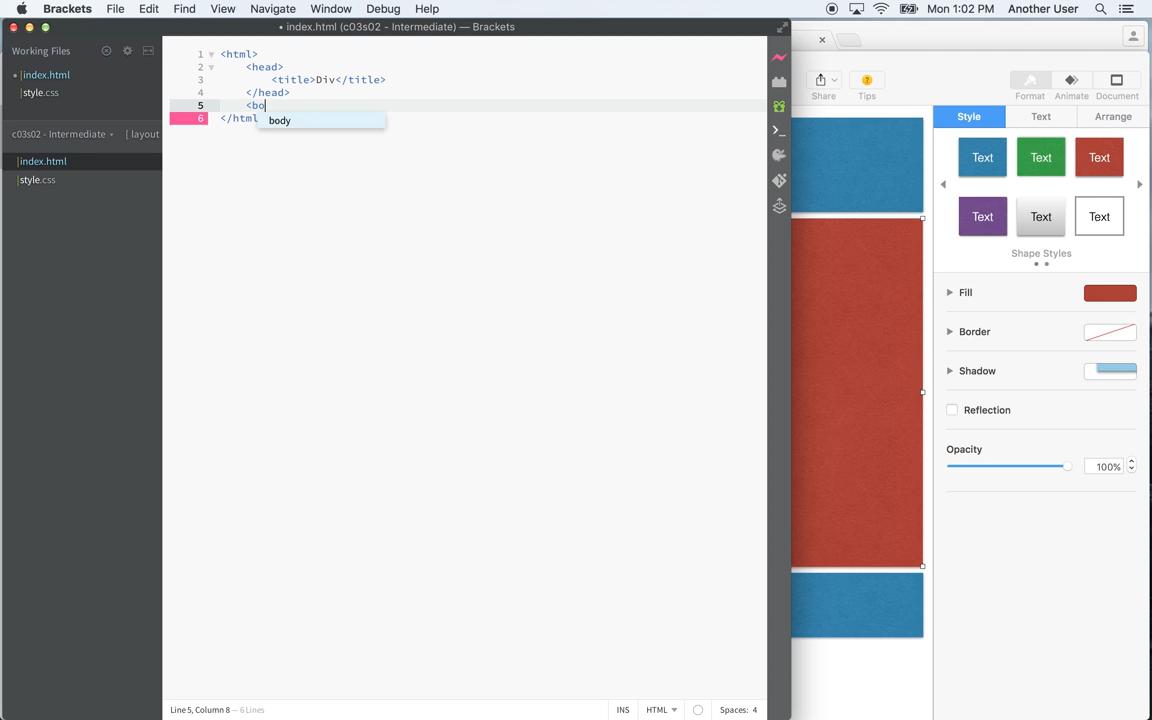 Brackets File Edit Find View Navigate Window Debug Help Mon 1:02 PM Another User
• index.html (c03s02 - Intermediate) — Brackets
Working Files
• index.html
style.css
c03s02 - Intermediate [ layout
index.html
style.css
1 <html>
2 <head>
3 <title>Div</title>
4 </head>
5 <bo
6 </html
body
Line 5, Column 8 — 6 Lines
INS HTML Spaces: 4
Share Tips Format Animate Document
Style Text Arrange
Text Text Text
Text Text Text
Shape Styles
Fill
Border
Shadow
Reflection
Opacity
100%